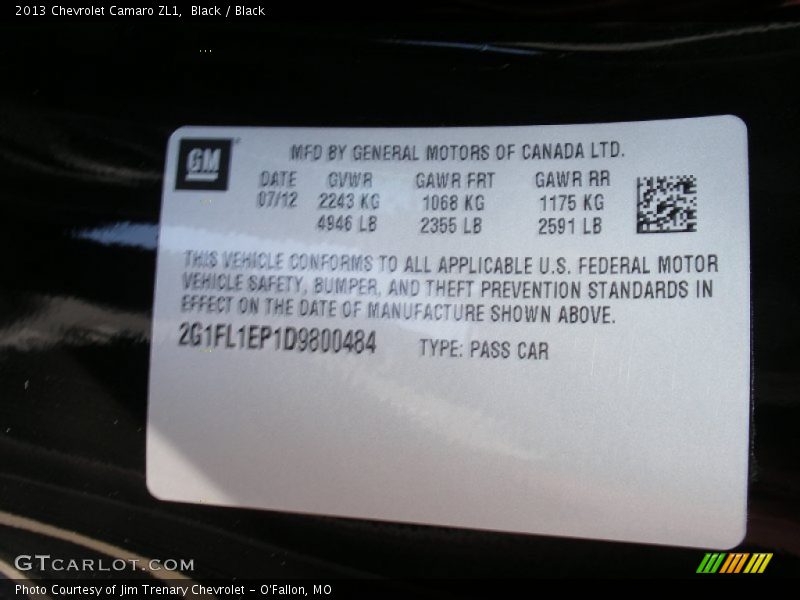 2013 Chevrolet Camaro ZL1, Black / Black
GM
MFD BY GENERAL MOTORS OF CANADA LTD.
DATE GVWR GAWR FRT GAWR RR
07/12 2243 KG 1068 KG 1175 KG
4946 LB 2355 LB 2591 LB
THIS VEHICLE CONFORMS TO ALL APPLICABLE U.S. FEDERAL MOTOR
VEHICLE SAFETY, BUMPER, AND THEFT PREVENTION STANDARDS IN
EFFECT ON THE DATE OF MANUFACTURE SHOWN ABOVE.
2G1FL1EP1D9800484 TYPE: PASS CAR
GTCARLOT.COM
Photo Courtesy of Jim Trenary Chevrolet - O'Fallon, MO